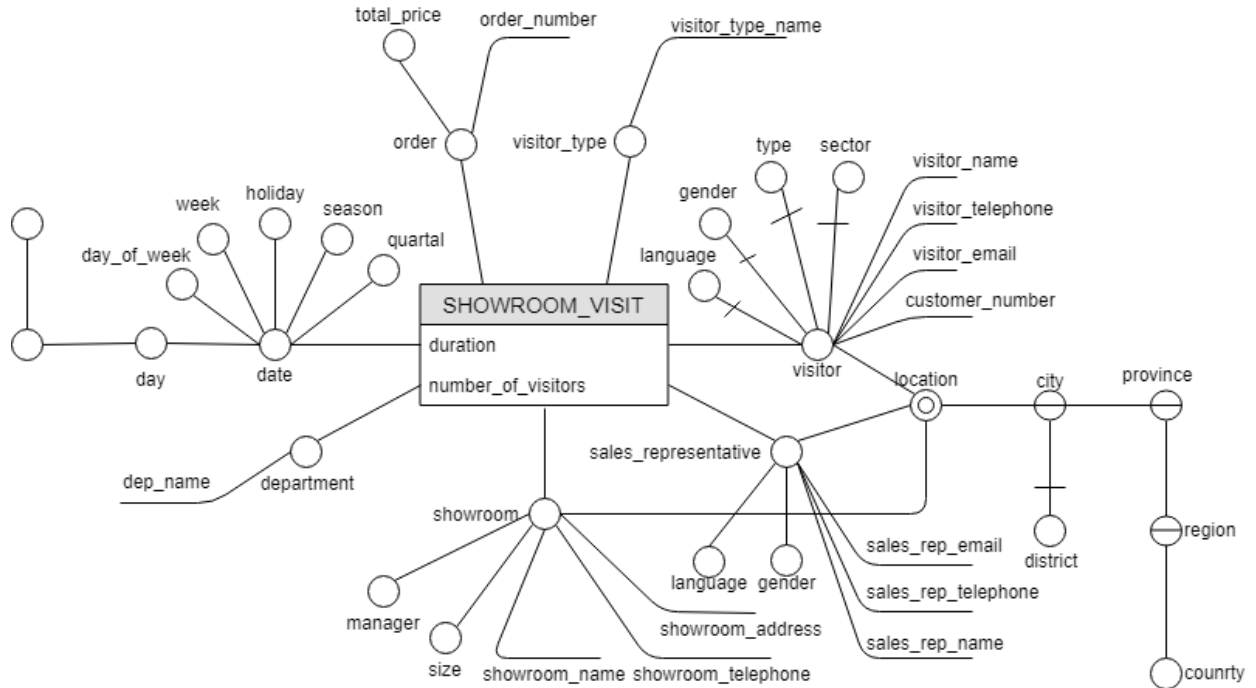 total_price
order_number
visitor_type_name
order
visitor_type
type
sector
visitor_name
visitor_telephone
visitor_email
customer_number
gender
language
week
holiday
season
day_of_week
quartal
SHOWROOM_VISIT
duration
number_of_visitors
day
date
visitor
location
city
province
dep_name
department
sales_representative
showroom
region
district
language
gender
sales_rep_email
sales_rep_telephone
sales_rep_name
manager
size
showroom_name
showroom_telephone
showroom_address
counrty